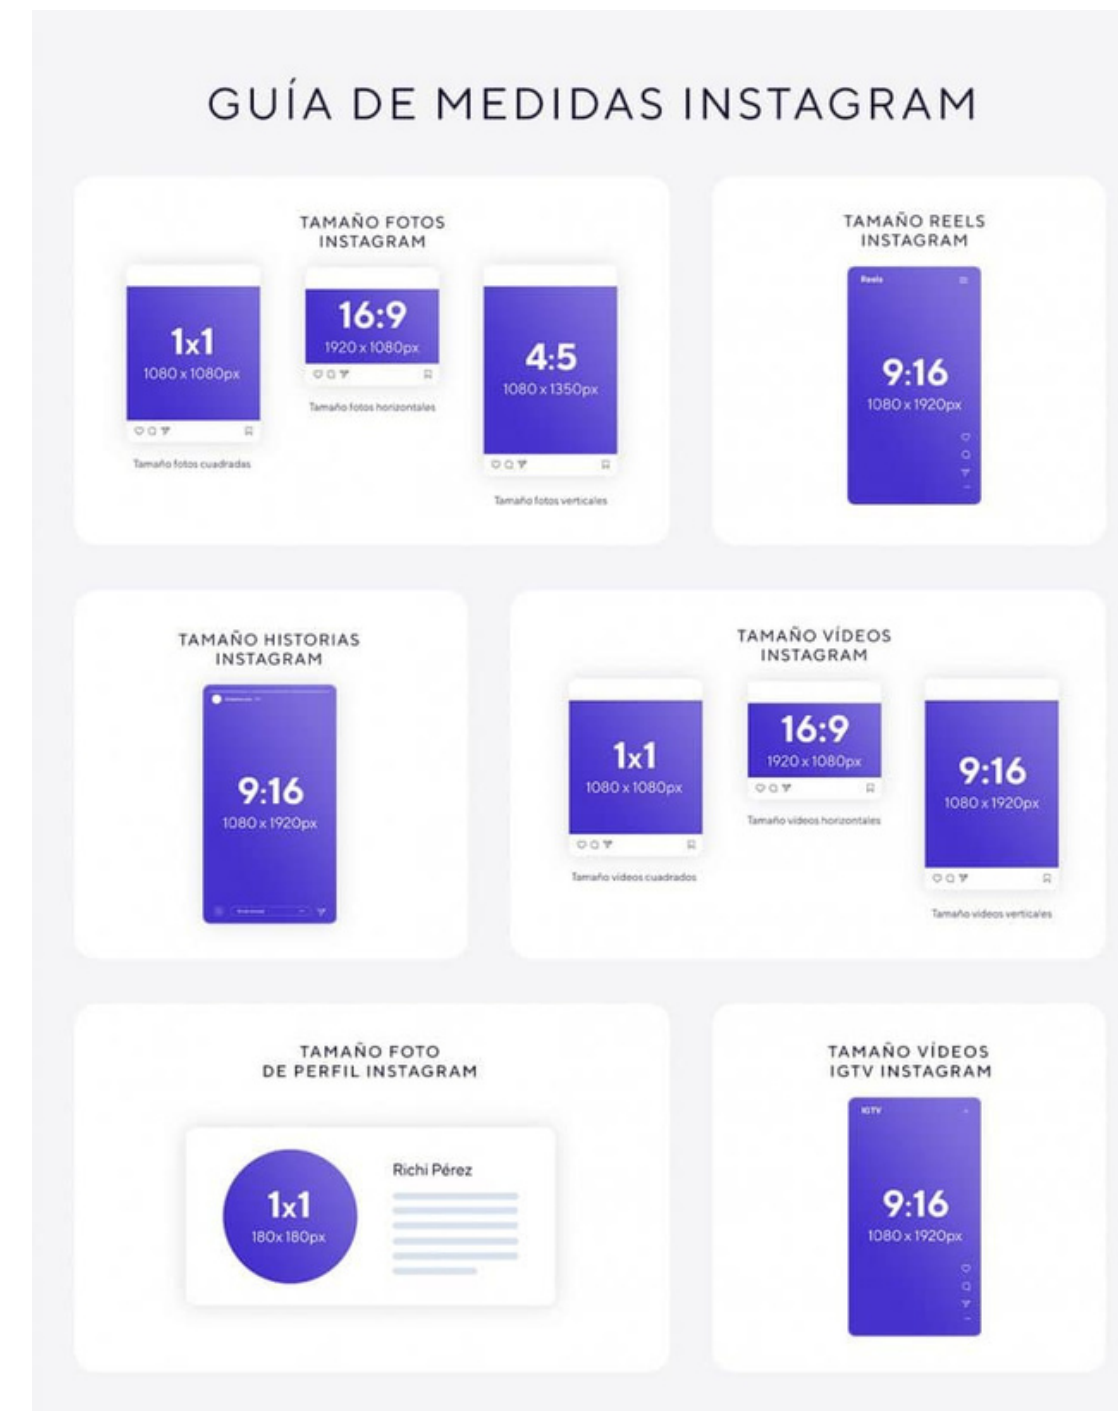 GUÍA DE MEDIDAS INSTAGRAM
TAMAÑO FOTOS
INSTAGRAM
1x1
1080 x 1080px
Tamaño fotos cuadradas
16:9
1920 x 1080px
Tamaño fotos horizontales
4:5
1080 x 1350px
Tamaño fotos verticales
TAMAÑO REELS
INSTAGRAM
Reels
9:16
1080 x 1920px
TAMAÑO HISTORIAS
INSTAGRAM
9:16
1080 x 1920px
TAMAÑO VÍDEOS
INSTAGRAM
1x1
1080 x 1080px
Tamaño videos cuadrados
16:9
1920 x 1080px
Tamaño videos horizontales
9:16
1080 x 1920px
Tamaño videos verticales
TAMAÑO FOTO
DE PERFIL INSTAGRAM
1x1
180x 180px
Richi Pérez
TAMAÑO VÍDEOS
IGTV INSTAGRAM
IGTV
9:16
1080 x 1920px